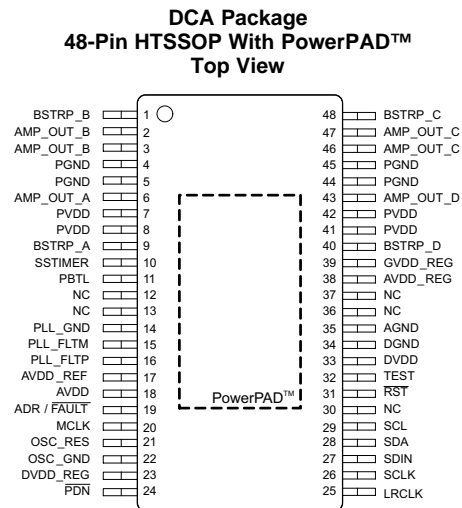 DCA Package
48-Pin HTSSOP With PowerPAD™
Top View
BSTRP_B 1 48 BSTRP_C
AMP_OUT_B 2 47 AMP_OUT_C
AMP_OUT_B 3 46 AMP_OUT_C
PGND 4 45 PGND
PGND 5 44 PGND
AMP_OUT_A 6 43 AMP_OUT_D
PVDD 7 42 PVDD
PVDD 8 41 PVDD
BSTRP_A 9 40 BSTRP_D
SSTIMER 10 39 GVDD_REG
PBTL 11 38 AVDD_REG
NC 12 37 NC
NC 13 36 NC
PLL_GND 14 35 AGND
PLL_FLTM 15 34 DGND
PLL_FLTP 16 33 DVDD
AVDD_REF 17 32 TEST
AVDD 18 PowerPAD™ 31 RST
ADR / FAULT 19 30 NC
MCLK 20 29 SCL
OSC_RES 21 28 SDA
OSC_GND 22 27 SDIN
DVDD_REG 23 26 SCLK
PDN 24 25 LRCLK